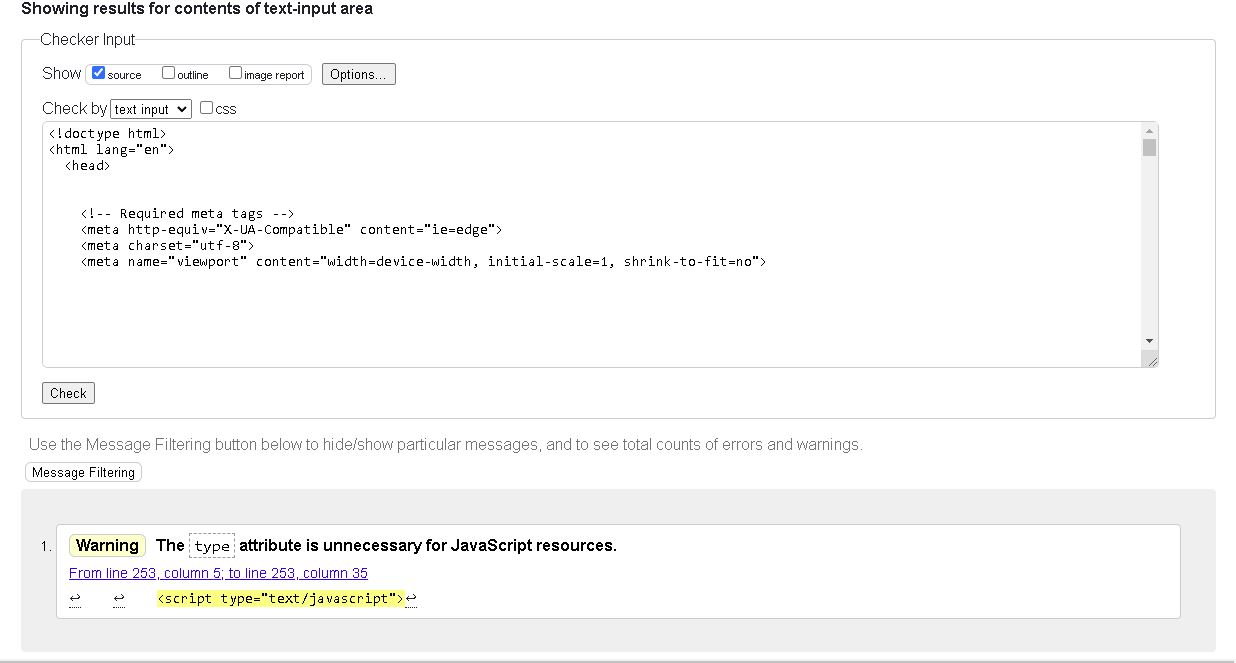 Showing results for contents of text-input area
Checker Input
Show source outline image report Options...
Check by text input css
<!doctype html>
<html lang="en">
<head>
<!-- Required meta tags -->
<meta http-equiv="X-UA-Compatible" content="ie=edge">
<meta charset="utf-8">
<meta name="viewport" content="width=device-width, initial-scale=1, shrink-to-fit=no">
Check
Use the Message Filtering button below to hide/show particular messages, and to see total counts of errors and warnings.
Message Filtering
1. Warning The type attribute is unnecessary for JavaScript resources.
From line 253, column 5; to line 253, column 35
↩ ↩ <script type="text/javascript">↩